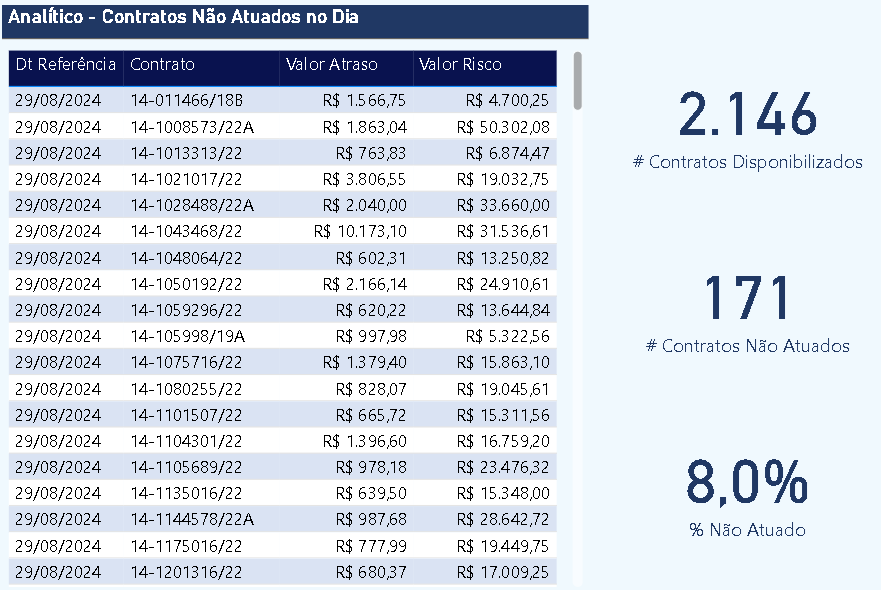 Analítico - Contratos Não Atuados no Dia
Dt Referência Contrato Valor Atraso Valor Risco
29/08/2024 14-011466/18B R$ 1.566,75 R$ 4.700,25
29/08/2024 14-1008573/22A R$ 1.863,04 R$ 50.302,08
29/08/2024 14-1013313/22 R$ 763,83 R$ 6.874,47
29/08/2024 14-1021017/22 R$ 3.806,55 R$ 19.032,75
29/08/2024 14-1028488/22A R$ 2.040,00 R$ 33.660,00
29/08/2024 14-1043468/22 R$ 10.173,10 R$ 31.536,61
29/08/2024 14-1048064/22 R$ 602,31 R$ 13.250,82
29/08/2024 14-1050192/22 R$ 2.166,14 R$ 24.910,61
29/08/2024 14-1059296/22 R$ 620,22 R$ 13.644,84
29/08/2024 14-105998/19A R$ 997,98 R$ 5.322,56
29/08/2024 14-1075716/22 R$ 1.379,40 R$ 15.863,10
29/08/2024 14-1080255/22 R$ 828,07 R$ 19.045,61
29/08/2024 14-1101507/22 R$ 665,72 R$ 15.311,56
29/08/2024 14-1104301/22 R$ 1.396,60 R$ 16.759,20
29/08/2024 14-1105689/22 R$ 978,18 R$ 23.476,32
29/08/2024 14-1135016/22 R$ 639,50 R$ 15.348,00
29/08/2024 14-1144578/22A R$ 987,68 R$ 28.642,72
29/08/2024 14-1175016/22 R$ 777,99 R$ 19.449,75
29/08/2024 14-1201316/22 R$ 680,37 R$ 17.009,25
2.146
# Contratos Disponibilizados
171
# Contratos Não Atuados
8,0%
% Não Atuado